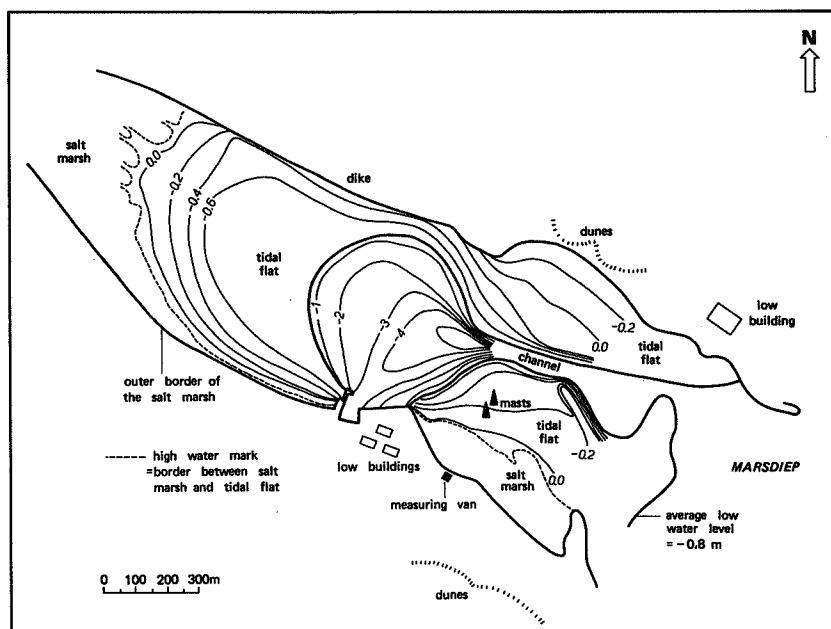 N
salt
marsh
0.0
-0.2
-0.4
-0.6
dike
dunes
tidal
flat
-1
-2
-3
-4
-0.2
0.0
low
building
tidal
flat
channel
outer border of
the salt marsh
masts
tidal
flat
-0.2
------ high water mark
=border between salt
marsh and tidal flat
low buildings
salt
marsh
0.0
MARSDIEP
measuring van
average low
water level
= -0.8 m
0 100 200 300m
dunes